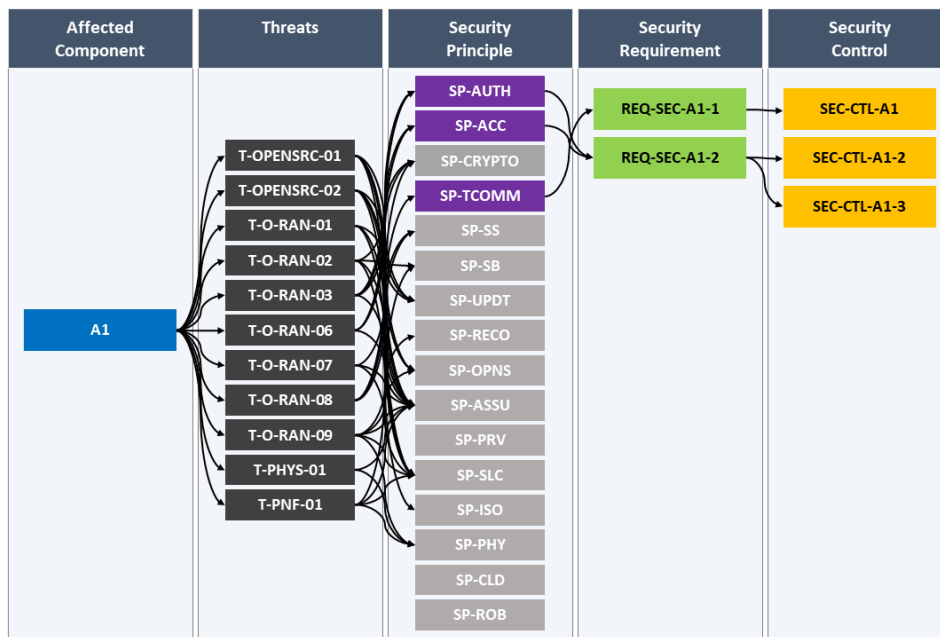 Affected
Component
Threats
Security
Principle
Security
Requirement
Security
Control
A1
T-OPENSRC-01
T-OPENSRC-02
T-O-RAN-01
T-O-RAN-02
T-O-RAN-03
T-O-RAN-06
T-O-RAN-07
T-O-RAN-08
T-O-RAN-09
T-PHYS-01
T-PNF-01
SP-AUTH
SP-ACC
SP-CRYPTO
SP-TCOMM
SP-SS
SP-SB
SP-UPDT
SP-RECO
SP-OPNS
SP-ASSU
SP-PRV
SP-SLC
SP-ISO
SP-PHY
SP-CLD
SP-ROB
REQ-SEC-A1-1
REQ-SEC-A1-2
SEC-CTL-A1
SEC-CTL-A1-2
SEC-CTL-A1-3